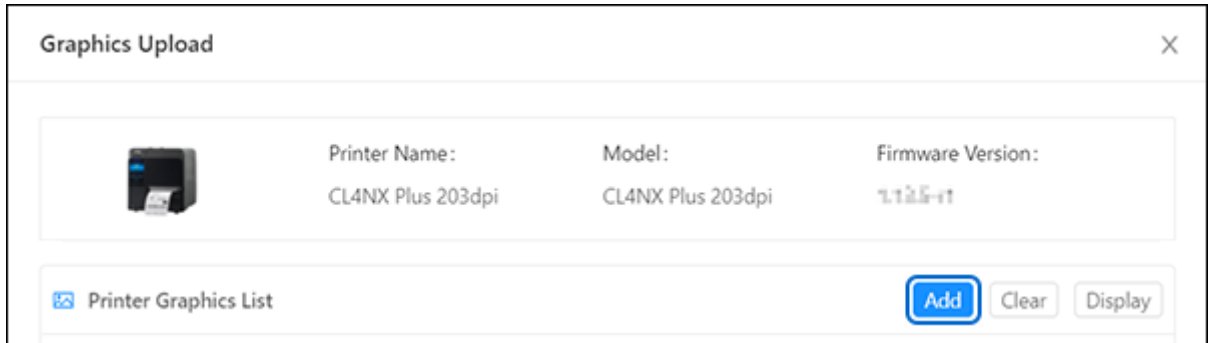 Graphics Upload
Printer Name:
Model:
Firmware Version:
CL4NX Plus 203dpi
CL4NX Plus 203dpi
Printer Graphics List
Add
Clear
Display